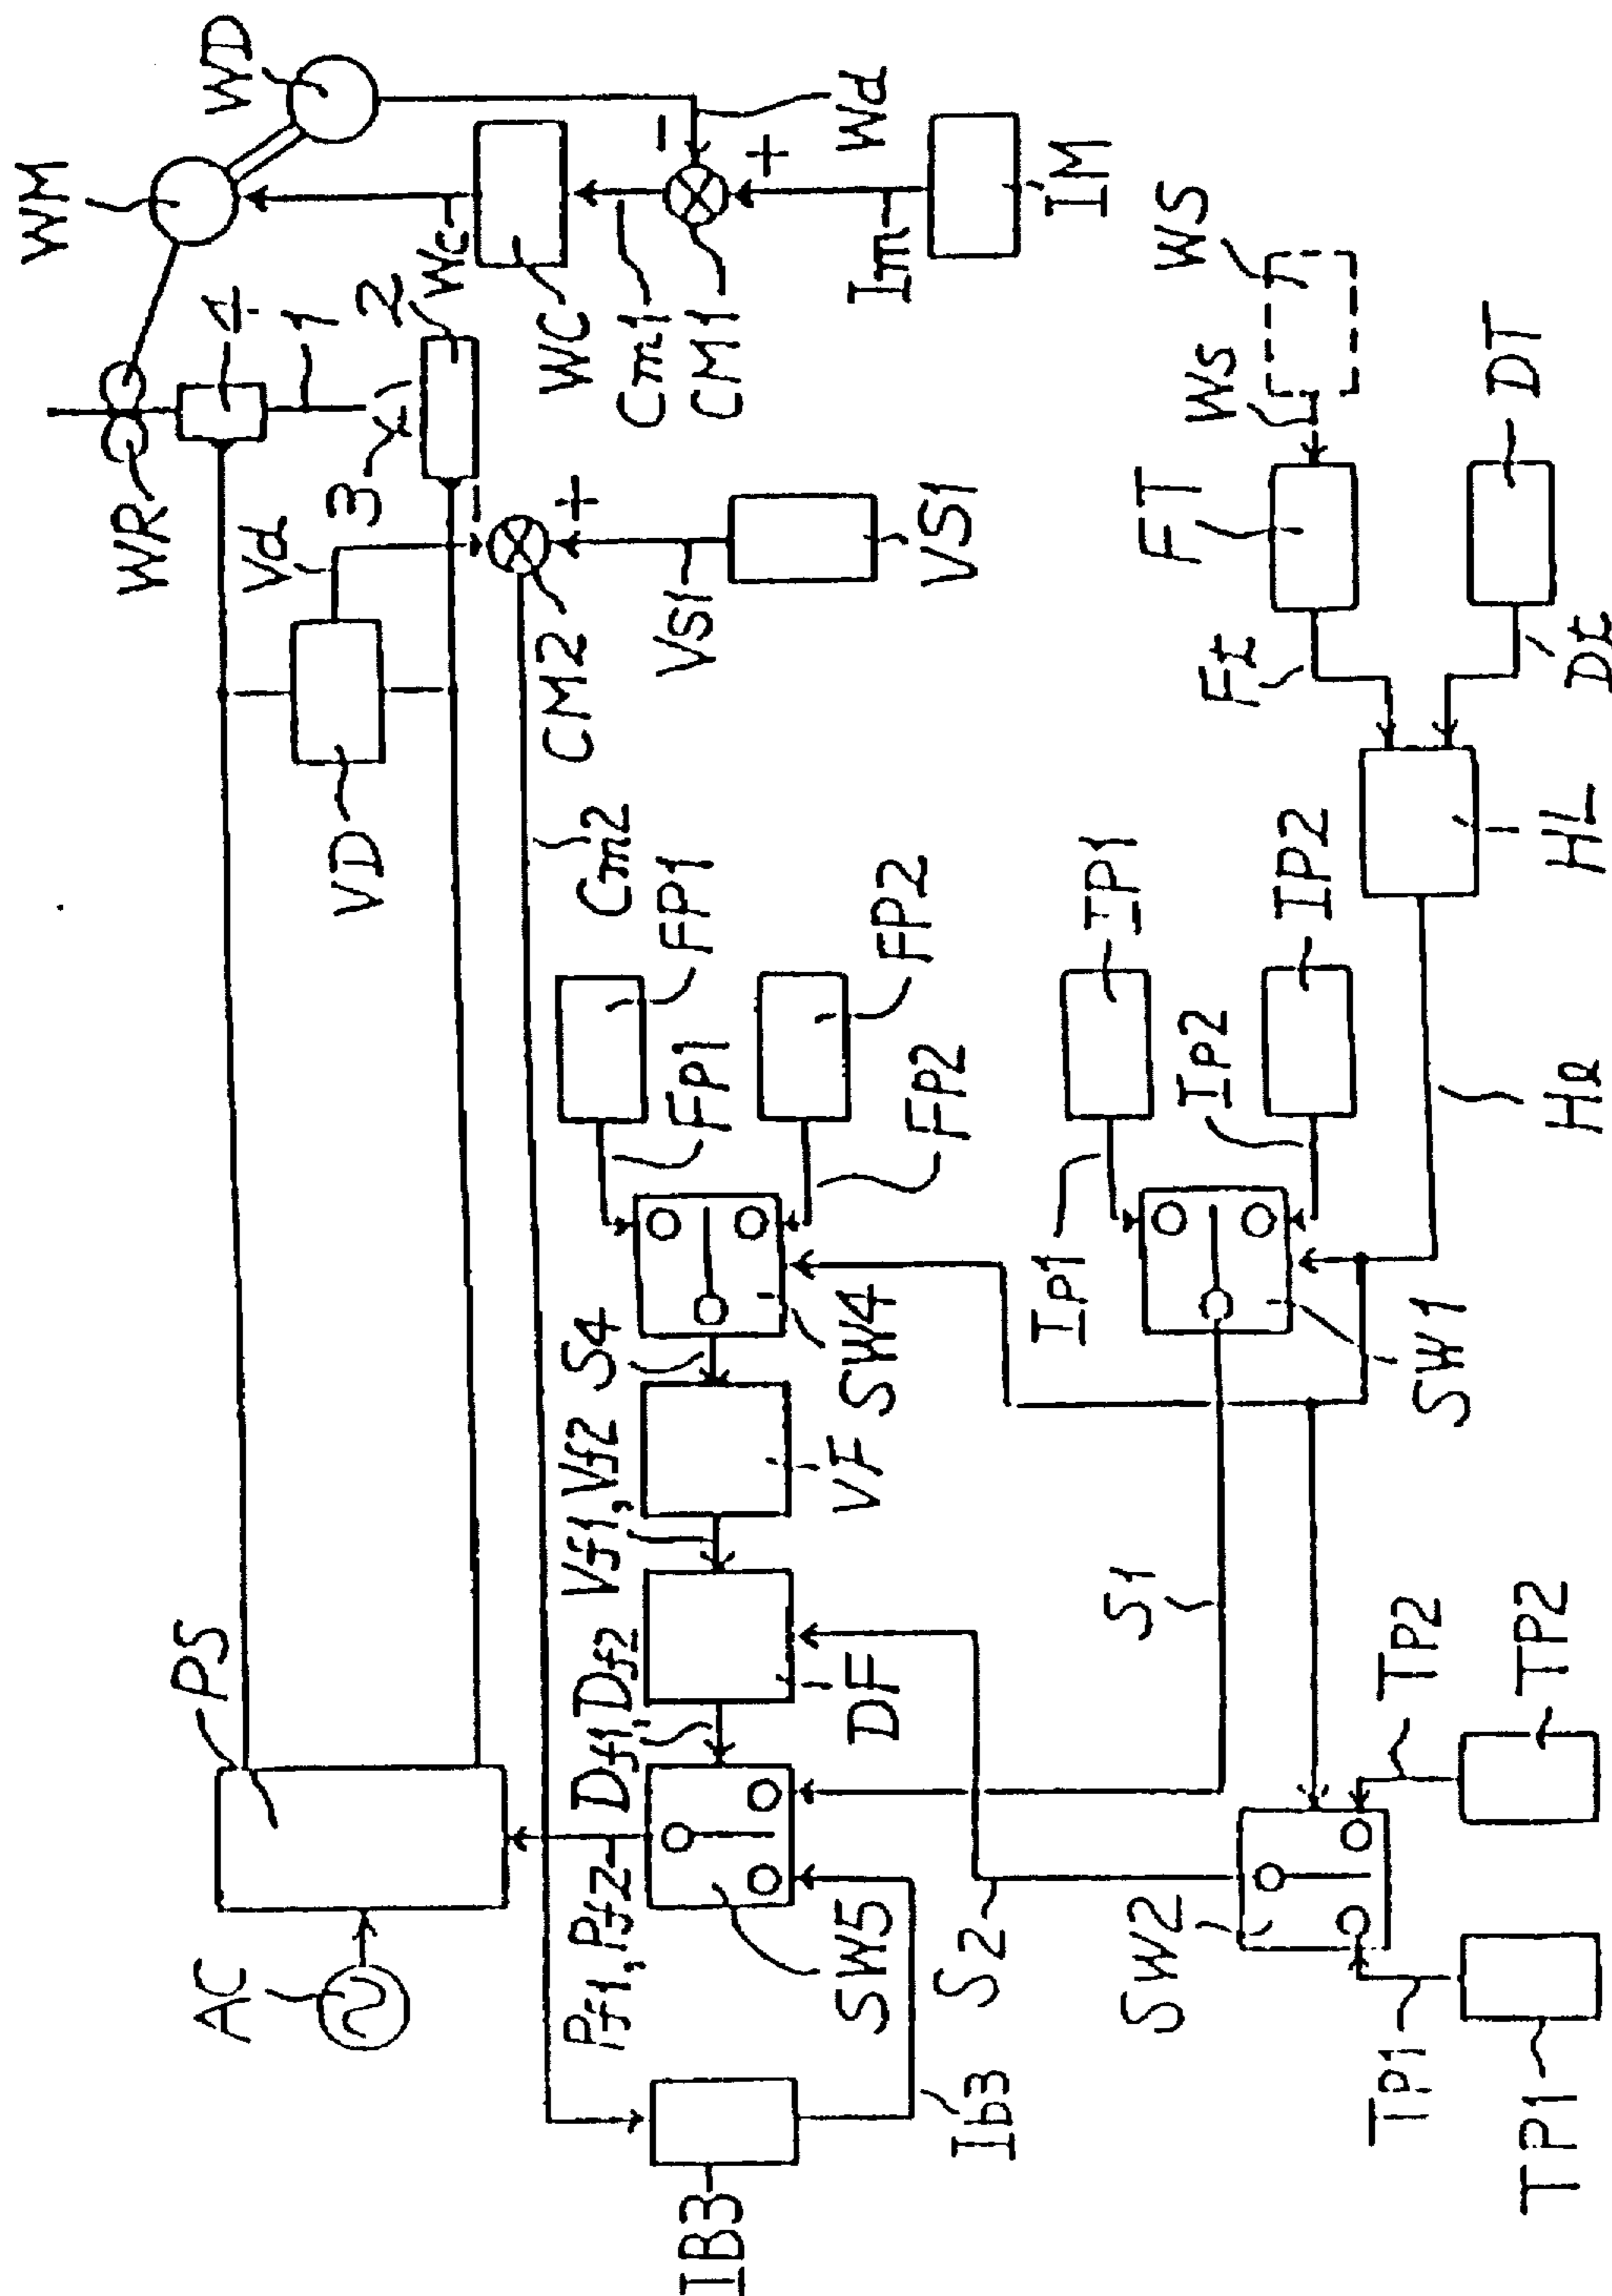 AC
PS
VD
Vd
WR
WM
WD
4
1
2
3
Wc
WC
Cm1
CM1
Wd
Im
IM
-
+
-
+
CM2
Vs1
VS1
Cm2
IB3
Ib3
Pf1, Pf2
SW5
Df1, Df2
DF
Vf1, Vf2
VF
S4
SW4
FP1
FP1
FP2
FP2
S1
S2
SW2
TP1
TP1
TP2
TP2
SW1
Ip1
IP1
Ip2
IP2
Hℓ
HL
Ft
FT
Dt
DT
Ws
WS